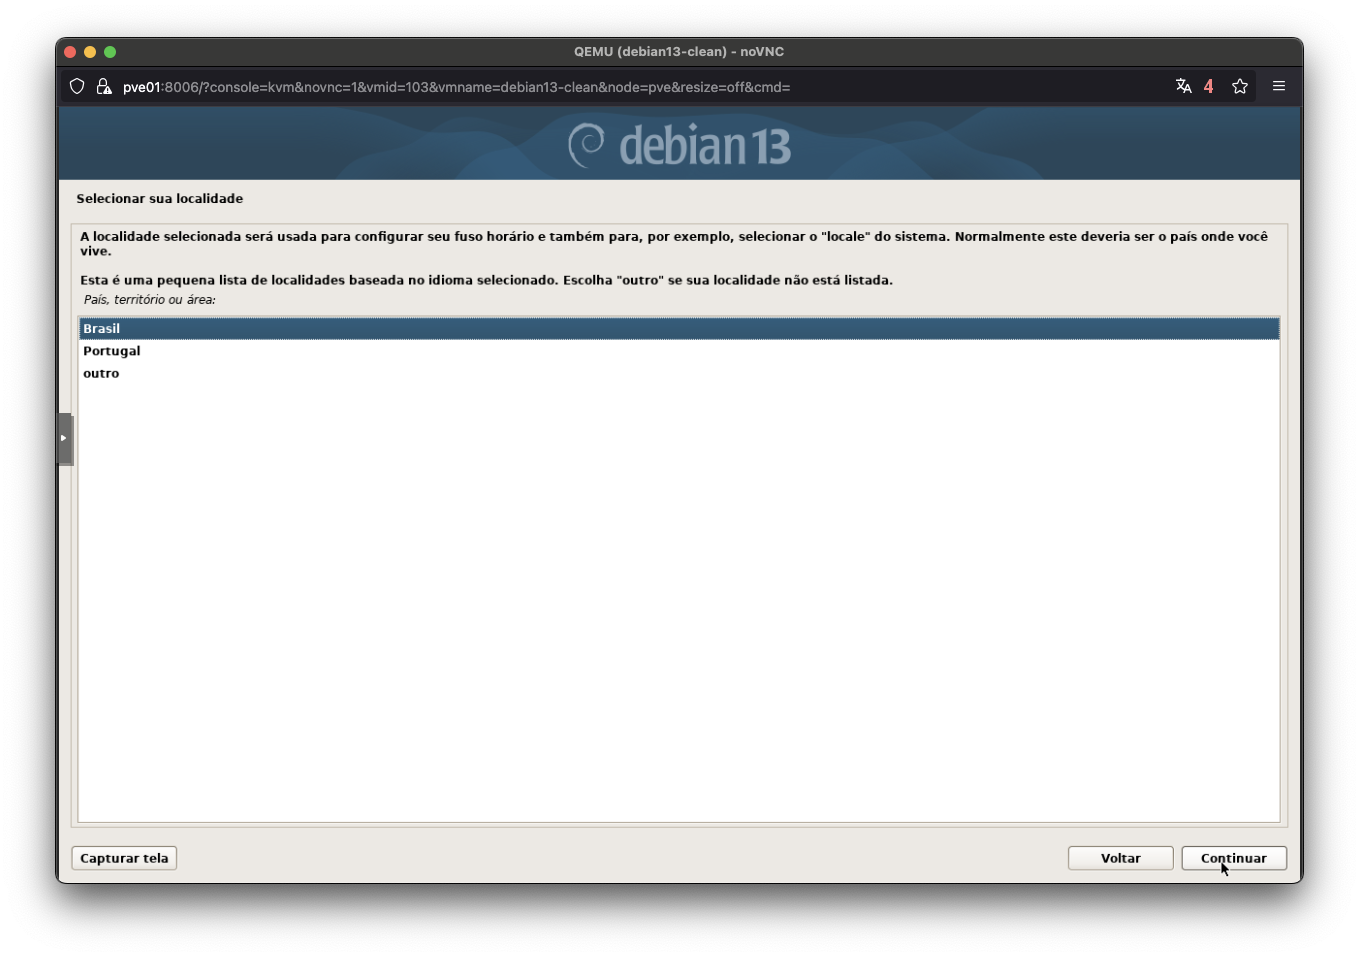 QEMU (debian13-clean) - noVNC
pve01:8006/?console=kvm&novnc=1&vmid=103&vmname=debian13-clean&node=pve&resize=off&cmd=
4
debian 13
Selecionar sua localidade
A localidade selecionada será usada para configurar seu fuso horário e também para, por exemplo, selecionar o "locale" do sistema. Normalmente este deveria ser o país onde você
vive.
Esta é uma pequena lista de localidades baseada no idioma selecionado. Escolha "outro" se sua localidade não está listada.
País, território ou área:
Brasil
Portugal
outro
Capturar tela
Voltar
Continuar